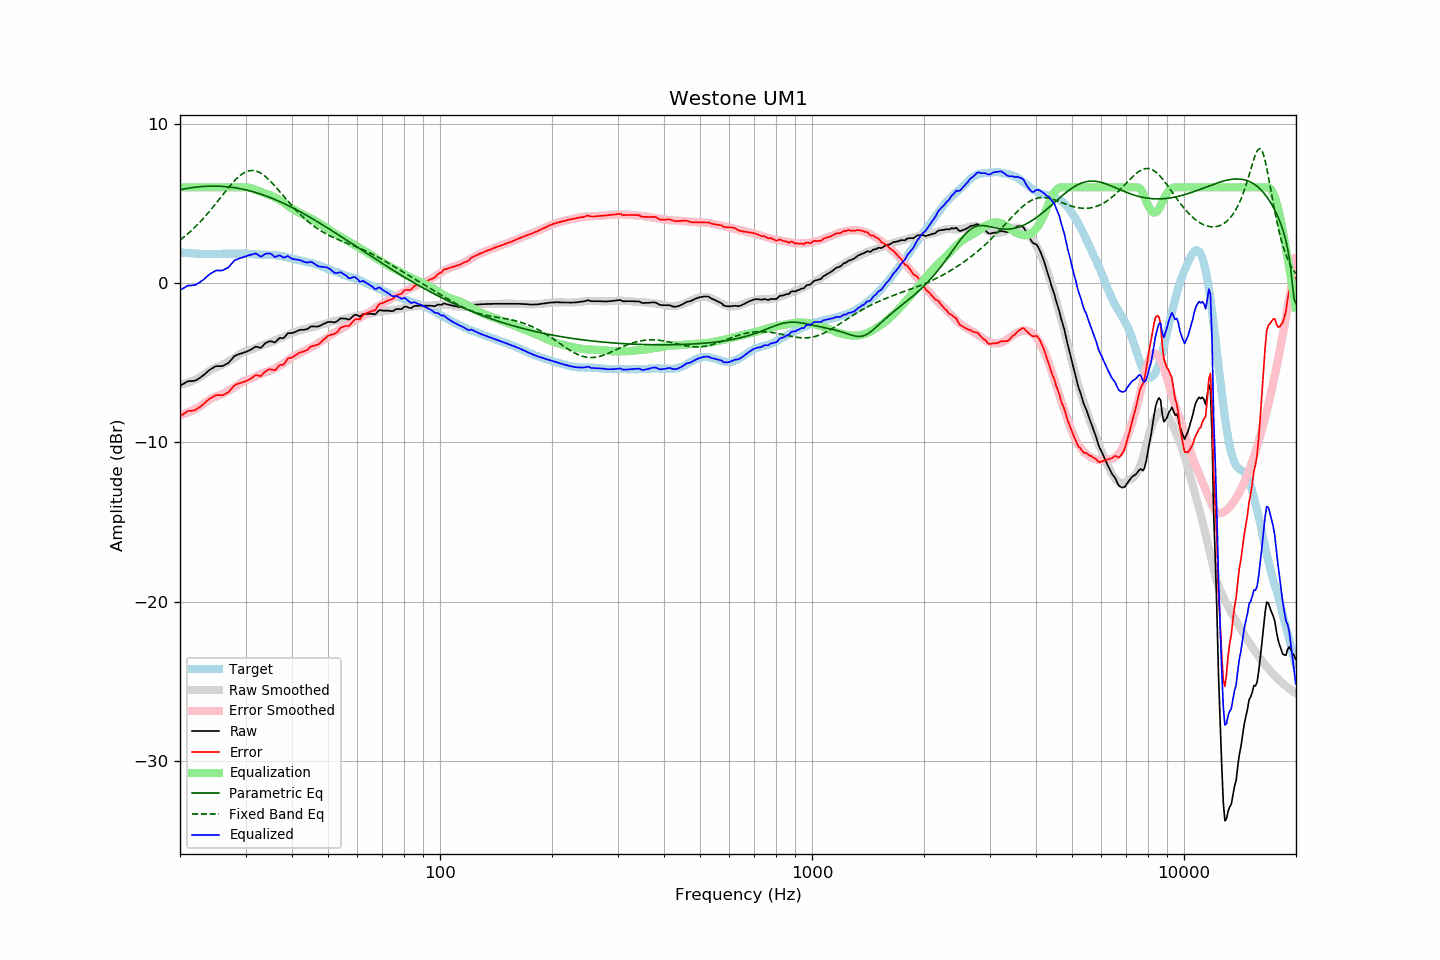 Westone UM1
10
0
−10
−20
−30
Amplitude (dBr)
100
1000
10000
Frequency (Hz)
Target
Raw Smoothed
Error Smoothed
Raw
Error
Equalization
Parametric Eq
Fixed Band Eq
Equalized